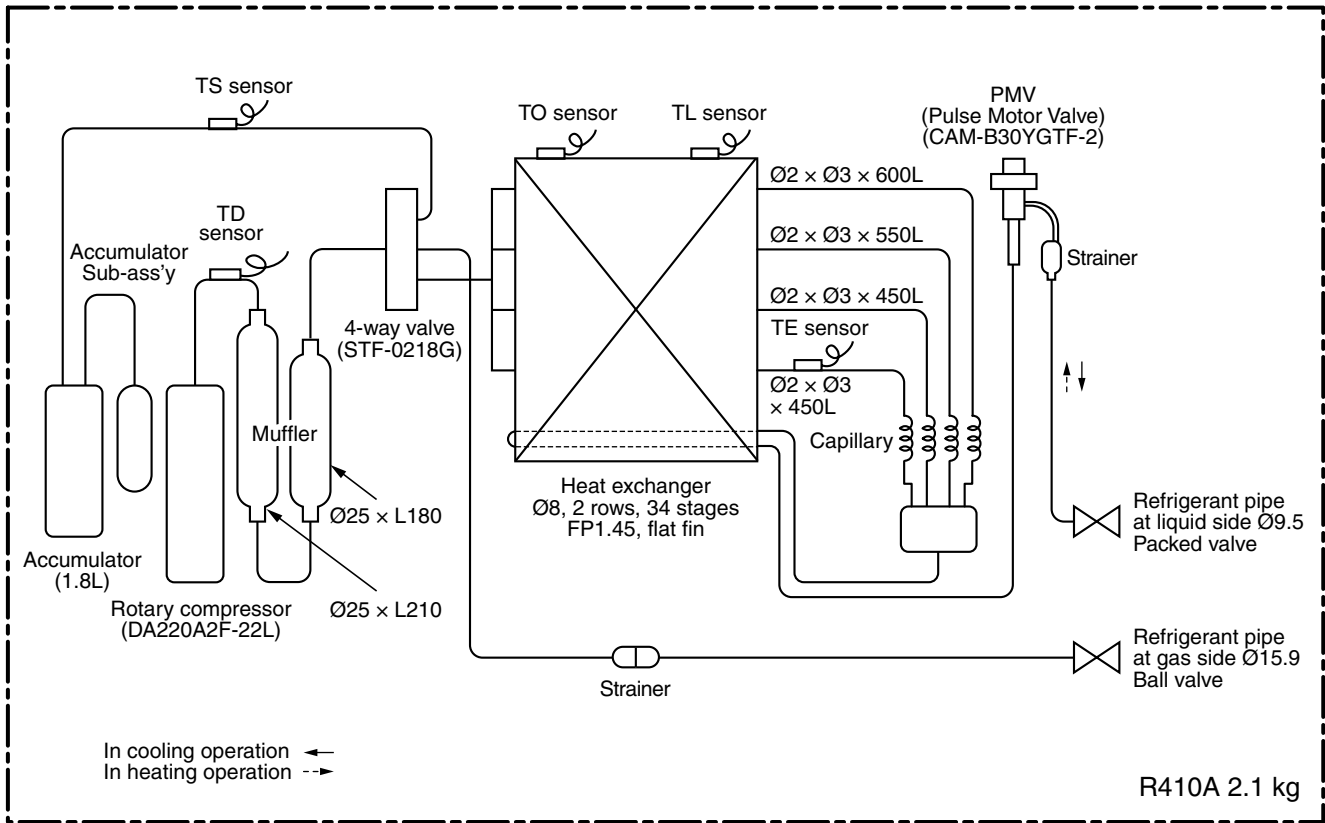 TS sensor
TO sensor
TL sensor
PMV
(Pulse Motor Valve)
(CAM-B30YGTF-2)
Ø2 × Ø3 × 600L
TD
sensor
Accumulator
Sub-ass'y
Ø2 × Ø3 × 550L
Strainer
Ø2 × Ø3 × 450L
4-way valve
(STF-0218G)
TE sensor
Ø2 × Ø3
× 450L
Muffler
Capillary
Heat exchanger
Ø8, 2 rows, 34 stages
FP1.45, flat fin
Ø25 × L180
Refrigerant pipe
at liquid side Ø9.5
Packed valve
Accumulator
(1.8L)
Rotary compressor
(DA220A2F-22L)
Ø25 × L210
Refrigerant pipe
at gas side Ø15.9
Ball valve
Strainer
In cooling operation
In heating operation
R410A 2.1 kg